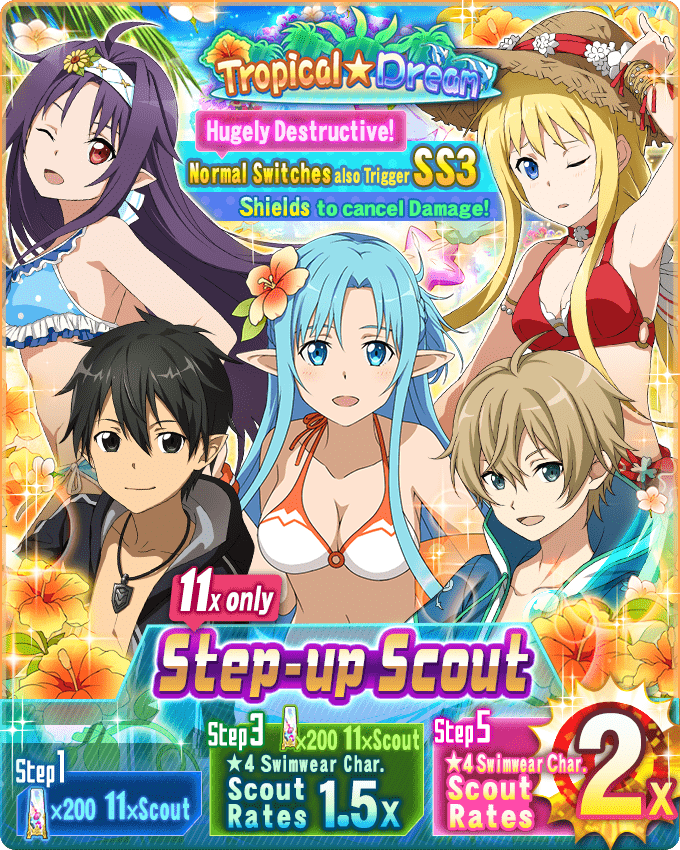 Tropical★Dream
Hugely Destructive!
Normal Switches also Trigger SS3
Shields to cancel Damage!
11x only
Step-up Scout
Step1
×200 11×Scout
Step3
×200 11×Scout
★4 Swimwear Char.
Scout
Rates 1.5x
Step5
★4 Swimwear Char.
Scout
Rates
2x